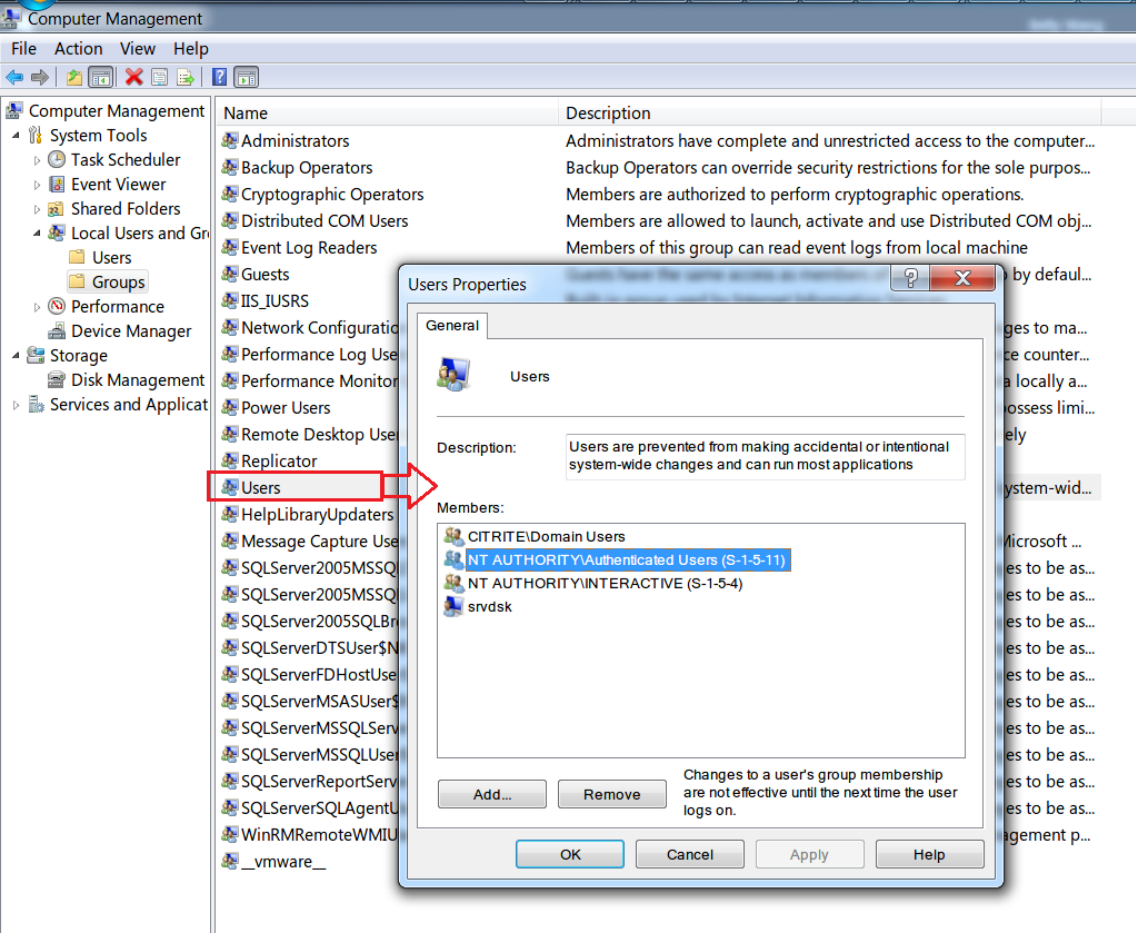 Computer Management
File Action View Help
Computer Management
System Tools
Task Scheduler
Event Viewer
Shared Folders
Local Users and Gr
Users
Groups
Performance
Device Manager
Storage
Disk Management
Services and Applicat
Name Description
Administrators Administrators have complete and unrestricted access to the computer...
Backup Operators Backup Operators can override security restrictions for the sole purpos...
Cryptographic Operators Members are authorized to perform cryptographic operations.
Distributed COM Users Members are allowed to launch, activate and use Distributed COM obj...
Event Log Readers Members of this group can read event logs from local machine
Guests Guests have the same access as members of by defaul...
IIS_IUSRS
Network Configuratio ges to ma...
Performance Log Use ce counter...
Performance Monitor a locally a...
Power Users possess limi...
Remote Desktop Use ely
Replicator
Users ystem-wid...
HelpLibraryUpdaters
Message Capture Use Microsoft ...
SQLServer2005MSSQ es to be as...
SQLServer2005MSSQ es to be as...
SQLServer2005SQLBr es to be as...
SQLServerDTSUser$N es to be as...
SQLServerFDHostUse es to be as...
SQLServerMSASUser$ es to be as...
SQLServerMSSQLServ es to be as...
SQLServerMSSQLUser es to be as...
SQLServerReportServ es to be as...
SQLServerSQLAgentU es to be as...
WinRMRemoteWMIU agement p...
__vmware__
Users Properties
General
Users
Description:
Users are prevented from making accidental or intentional
system-wide changes and can run most applications
Members:
CITRITE\Domain Users
NT AUTHORITY\Authenticated Users (S-1-5-11)
NT AUTHORITY\INTERACTIVE (S-1-5-4)
srvdsk
Add... Remove
Changes to a user's group membership
are not effective until the next time the user
logs on.
OK Cancel Apply Help